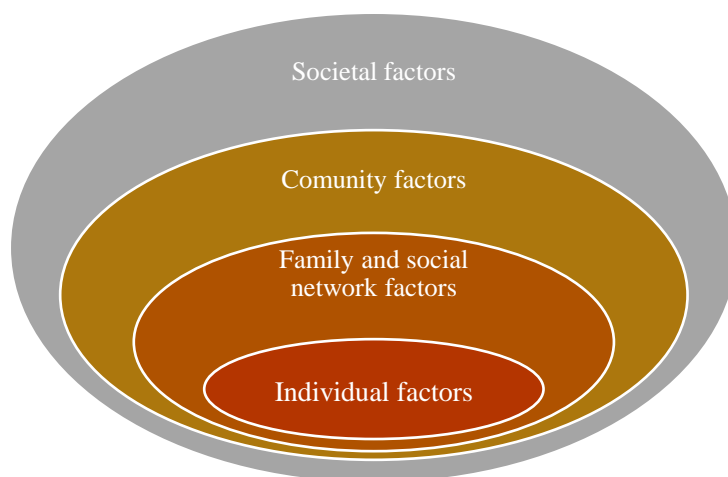 Societal factors
Comunity factors
Family and social
network factors
Individual factors